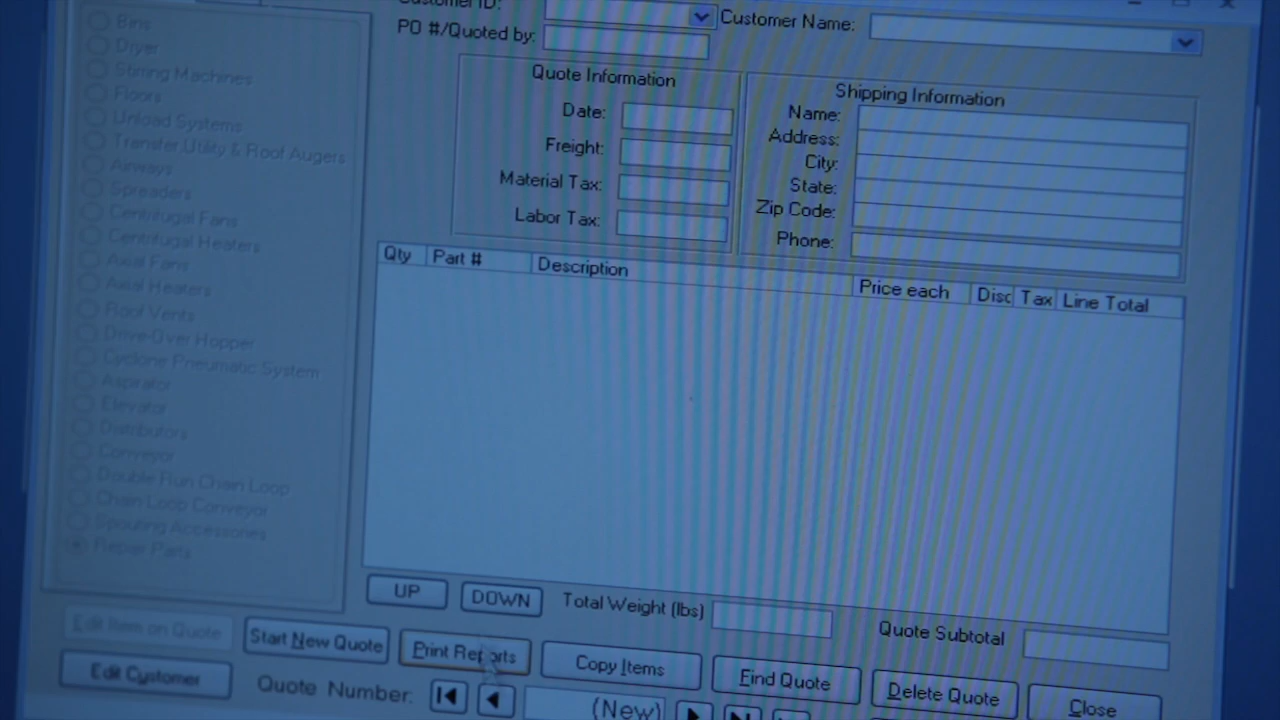 Customer ID:
Customer Name:
PO #/Quoted by:
Bins
Dryer
Stirring Machines
Floors
Unload Systems
Transfer,Utility & Roof Augers
Airways
Spreaders
Centrifugal Fans
Centrifugal Heaters
Axial Fans
Axial Heaters
Roof Vents
Drive-Over Hopper
Cyclone Pneumatic System
Aspirator
Elevator
Distributors
Conveyor
Double Run Chain Loop
Chain Loop Conveyor
Spouting Accessories
Repair Parts
Quote Information
Date:
Freight:
Material Tax:
Labor Tax:
Shipping Information
Name:
Address:
City:
State:
Zip Code:
Phone:
Qty Part # Description Price each Disc Tax Line Total
UP DOWN Total Weight (lbs) Quote Subtotal
Edit Item on Quote Start New Quote Print Reports Copy Items Find Quote Delete Quote Close
Edit Customer Quote Number: (New)